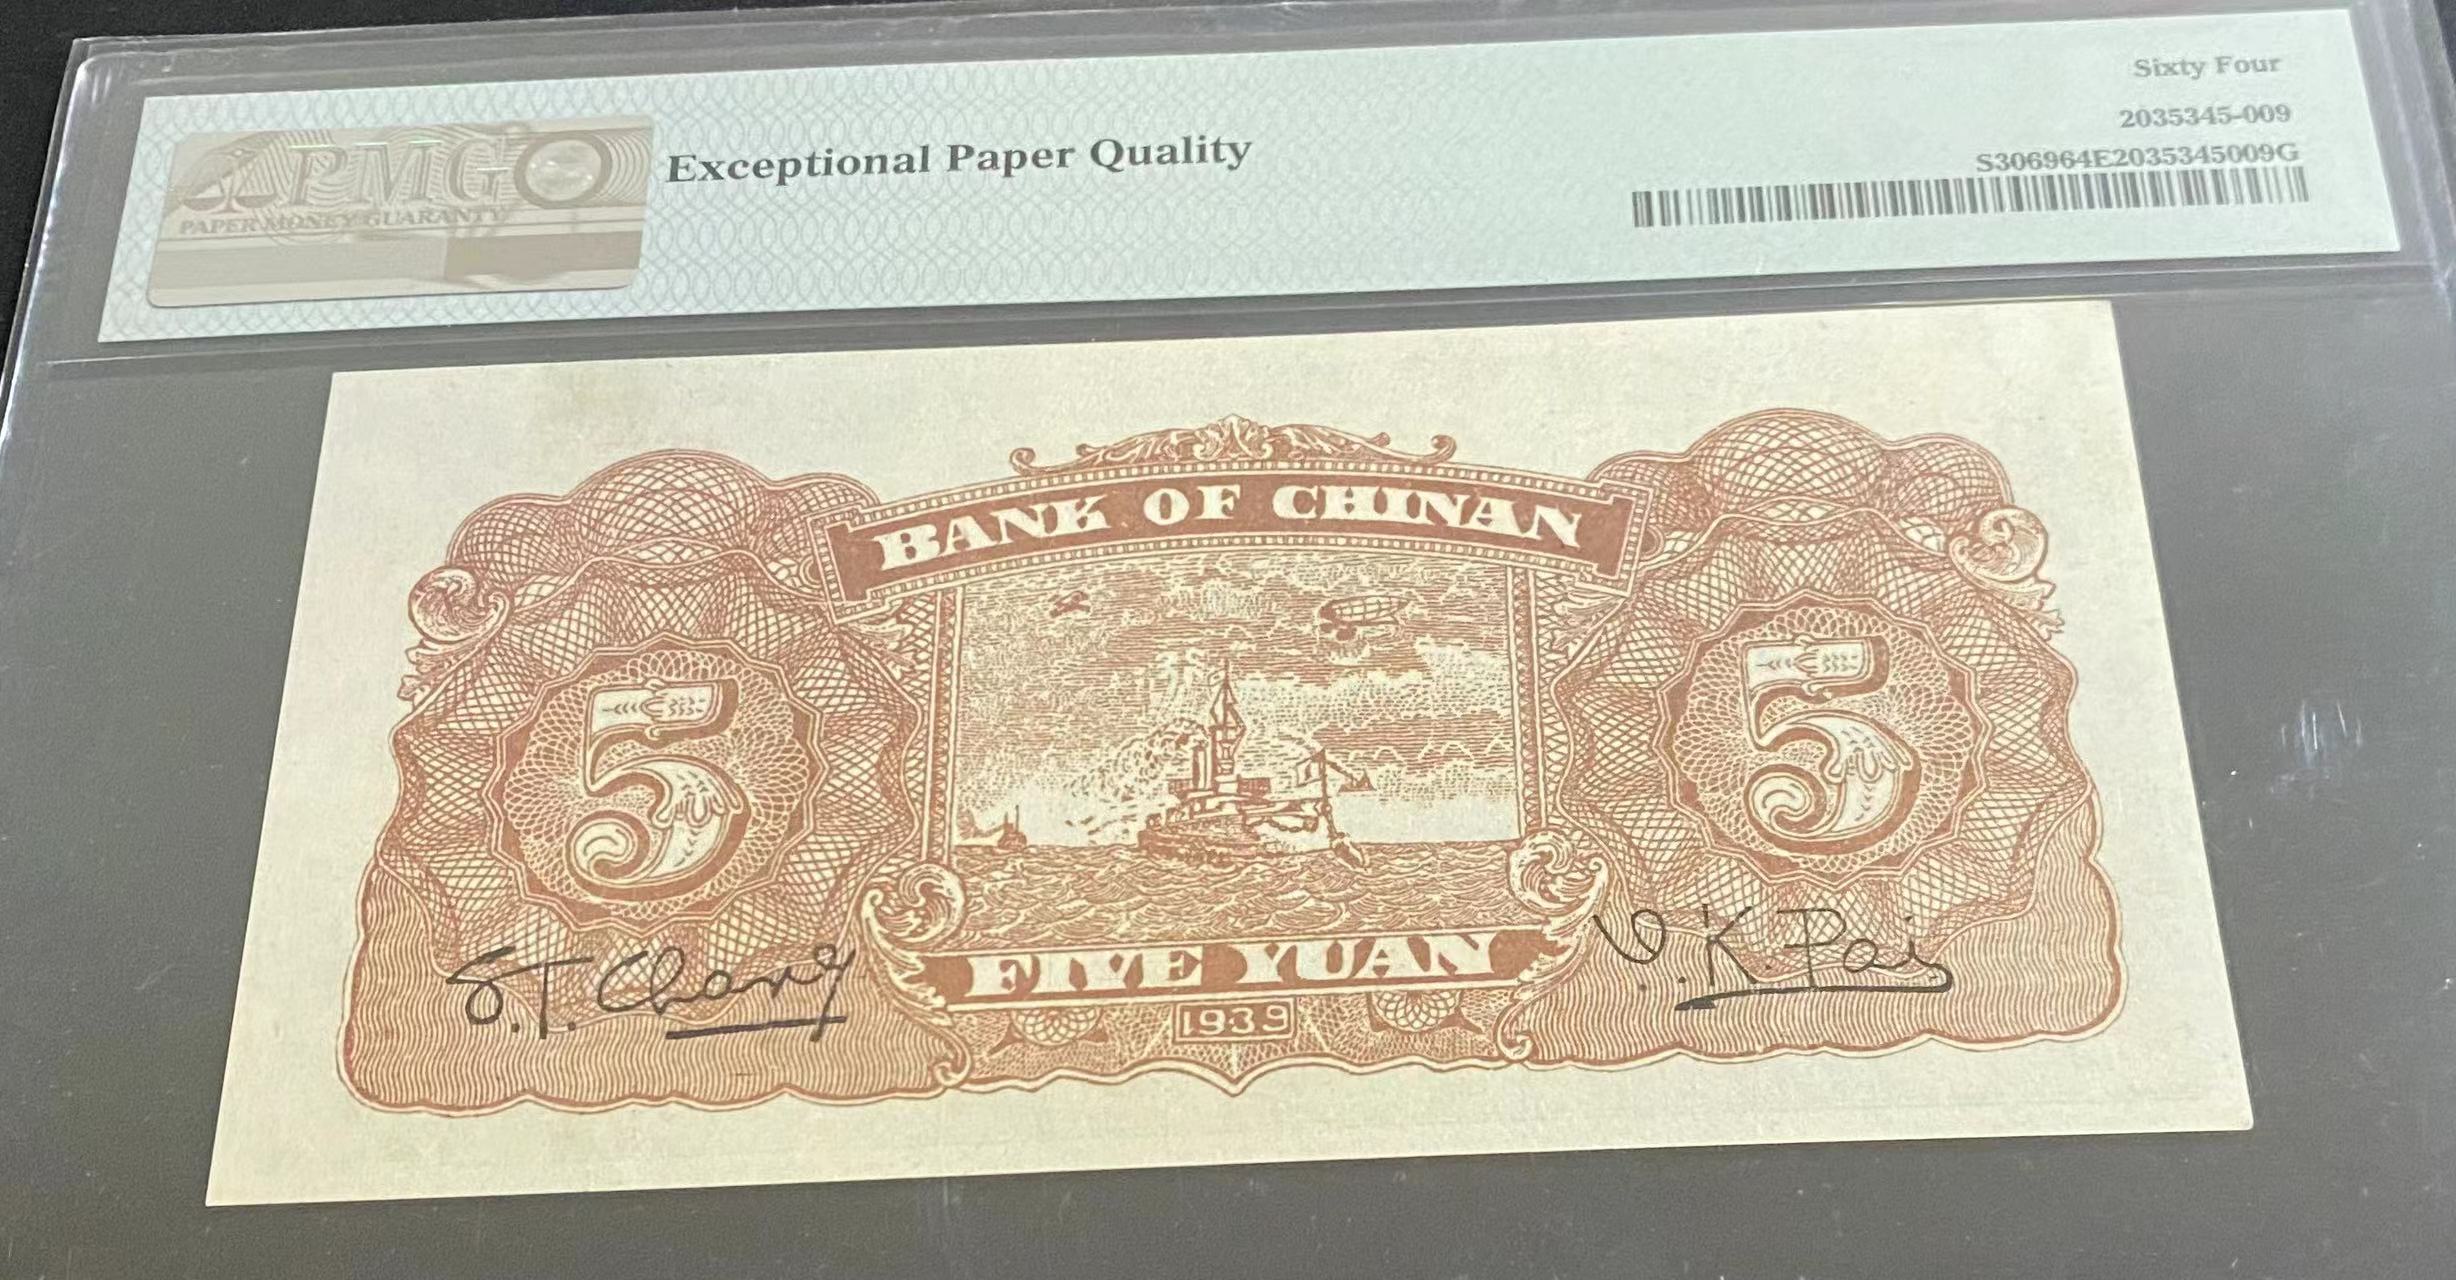 Sixty Four
2035345-009
S306964E2035345009G
PMG
PAPER MONEY GUARANTY
Exceptional Paper Quality
BANK OF CHINAN
5 5
S.T. Chang
V.K. Pai
FIVE YUAN
1939